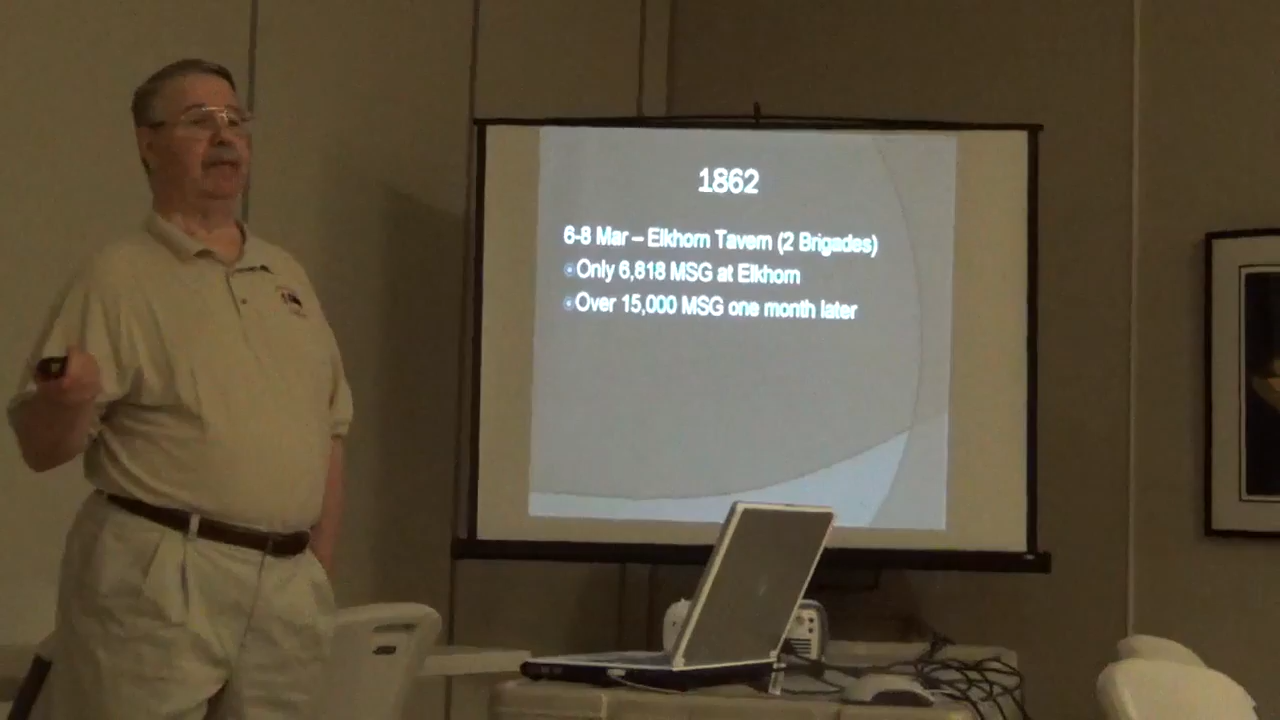 1862
6-8 Mar – Elkhorn Tavern (2 Brigades)
Only 6,818 MSG at Elkhorn
Over 15,000 MSG one month later